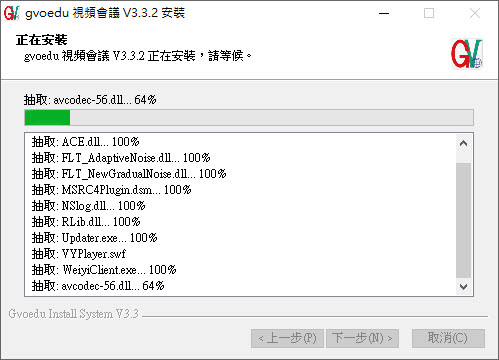 gvoedu 視頻會議 V3.3.2 安裝
正在安裝
gvoedu 視頻會議 V3.3.2 正在安裝，請等候。
GV
抽取: avcodec-56.dll... 64%
抽取: ACE.dll... 100%
抽取: FLT_AdaptiveNoise.dll... 100%
抽取: FLT_NewGradualNoise.dll... 100%
抽取: MSRC4Plugin.dsm... 100%
抽取: NSlog.dll... 100%
抽取: RLib.dll... 100%
抽取: Updater.exe... 100%
抽取: VYPlayer.swf
抽取: WeiyiClient.exe... 100%
抽取: avcodec-56.dll... 64%
Gvoedu Install System V3.3
< 上一步(P) 下一步(N) > 取消(C)